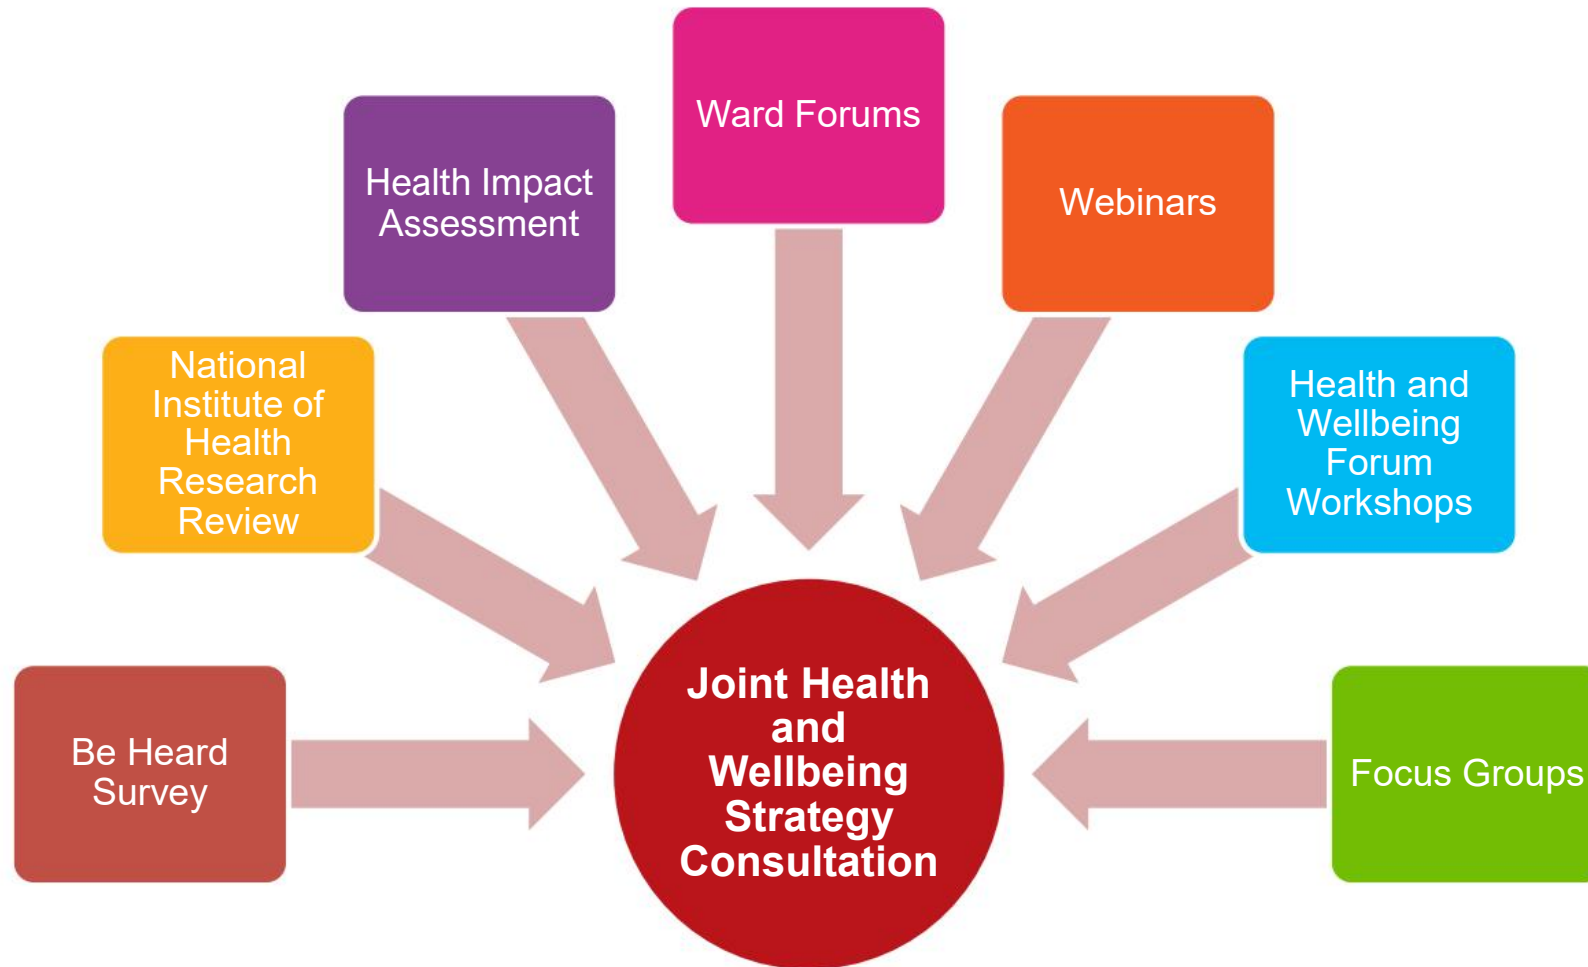 Ward Forums
Health Impact
Assessment
Webinars
National
Institute of
Health
Research
Review
Health and
Wellbeing
Forum
Workshops
Be Heard
Survey
Joint Health
and
Wellbeing
Strategy
Consultation
Focus Groups